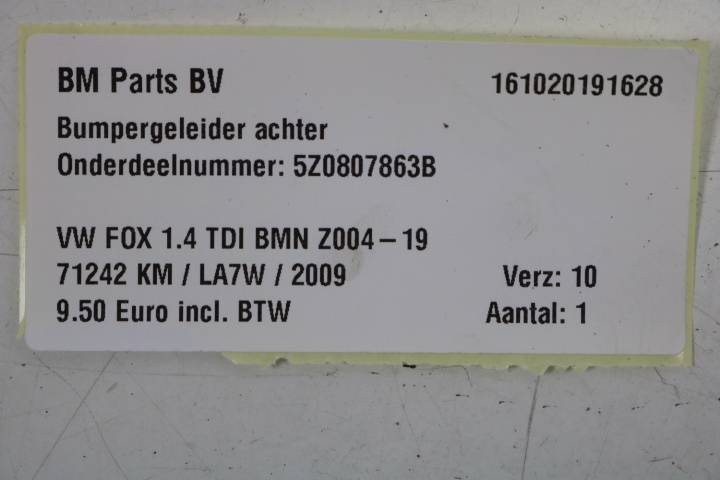 BM Parts BV 161020191628
Bumpergeleider achter
Onderdeelnummer: 5Z0807863B
VW FOX 1.4 TDI BMN Z004-19
71242 KM / LA7W / 2009 Verz: 10
9.50 Euro incl. BTW Aantal: 1